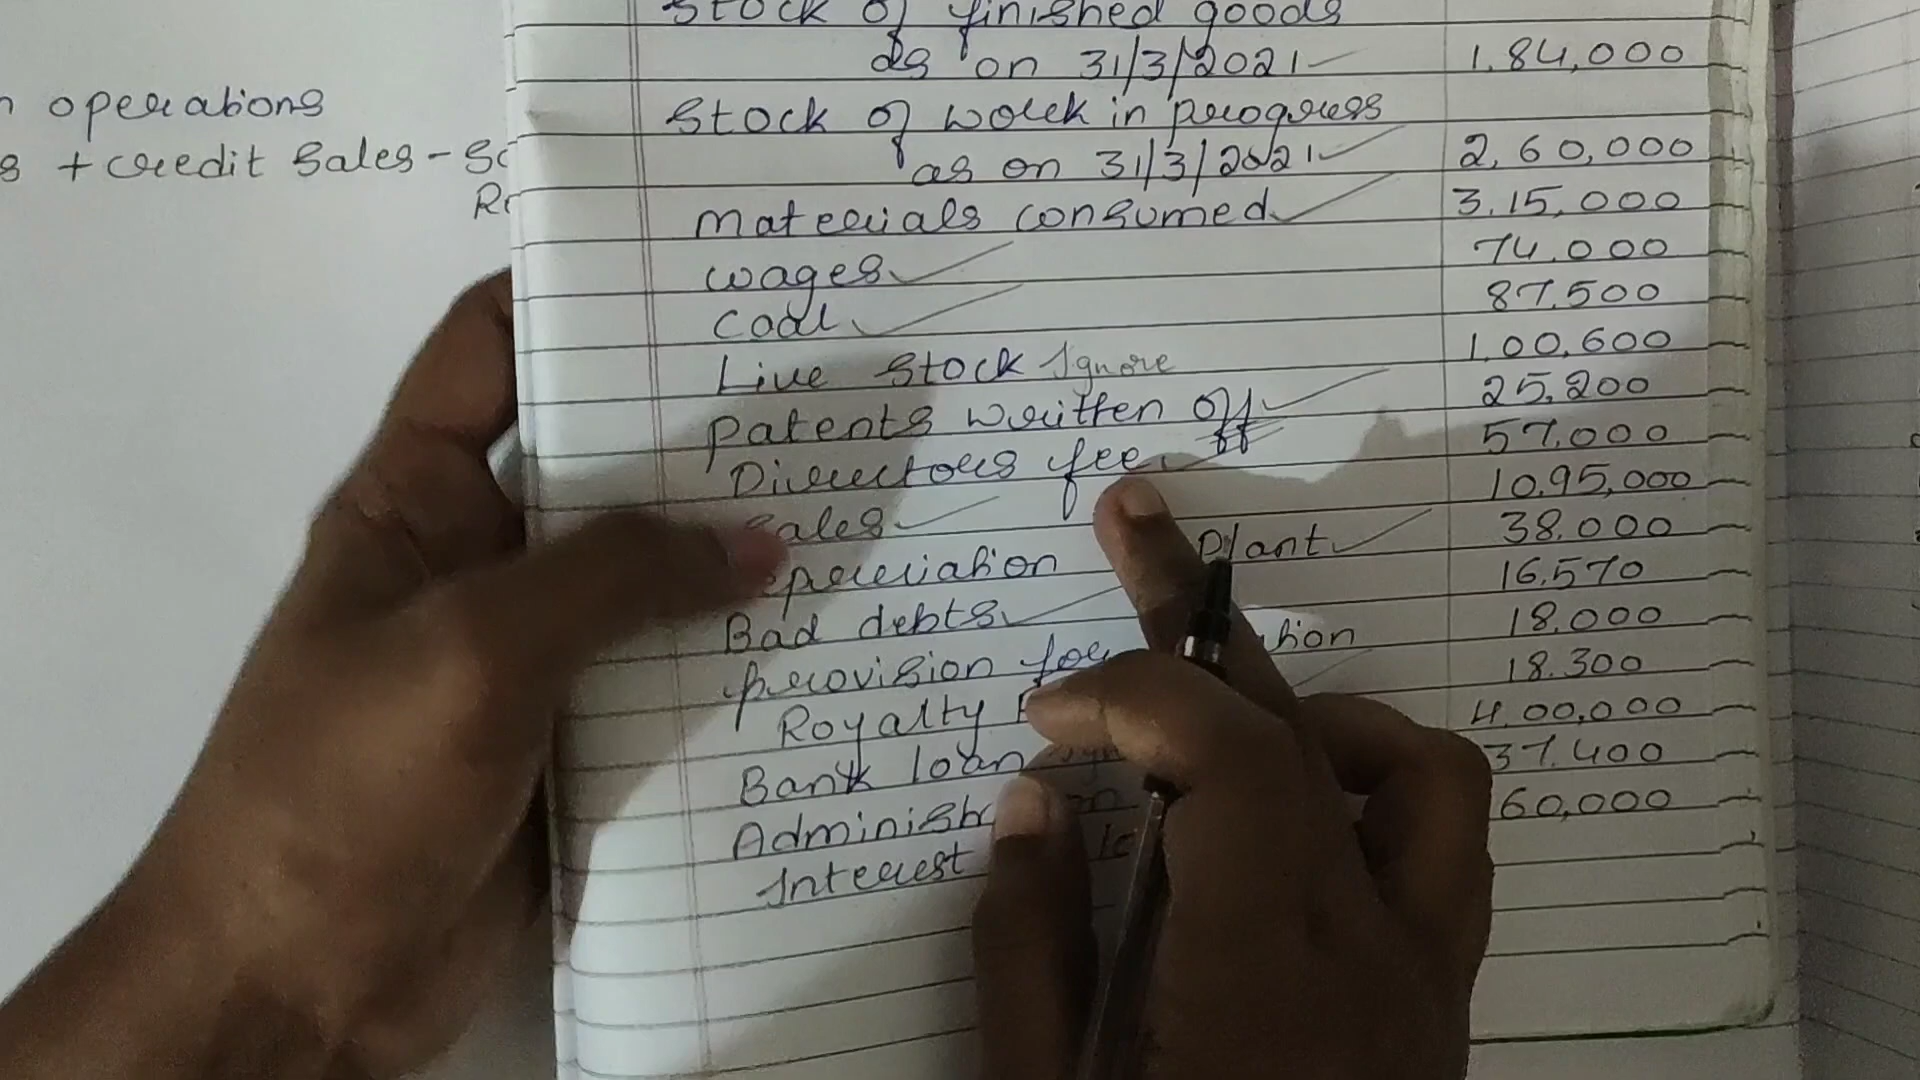 Stock of finished goods
as on 31/3/2021 1,84,000
Stock of work in progress
as on 31/3/2021 2,60,000
Materials consumed 3,15,000
wages 74,000
Coal 87,500
Live Stock Ignore 1,00,600
patents written off 25,200
Directors fee 57,000
Sales 10,95,000
Depreciation Plant 38,000
Bad debts 16,570
provision for 18,000
Royalty 18,300
Bank loan 4,00,000
37,400
Interest 60,000
operations
+ credit Sales -